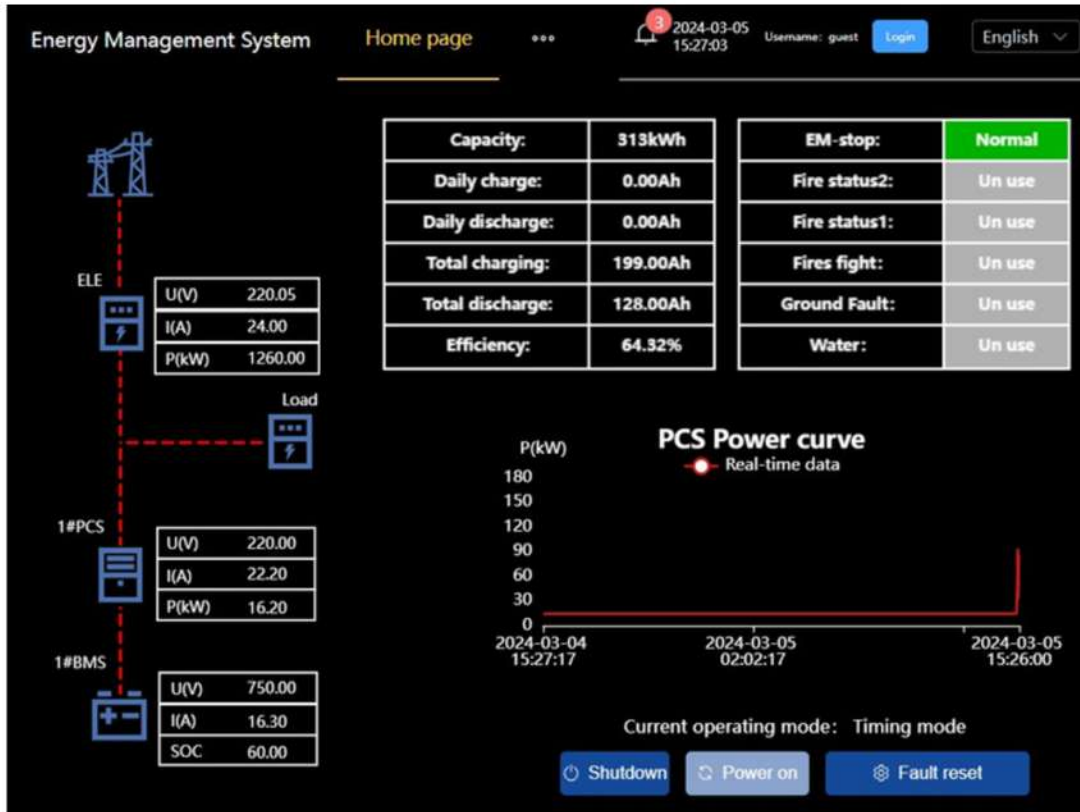 Energy Management System
Home page
3
2024-03-05
15:27:03
Username: guest
Login
English
Capacity: 313kWh
Daily charge: 0.00Ah
Daily discharge: 0.00Ah
Total charging: 199.00Ah
Total discharge: 128.00Ah
Efficiency: 64.32%
EM-stop: Normal
Fire status2: Un use
Fire status1: Un use
Fires fight: Un use
Ground Fault: Un use
Water: Un use
ELE
U(V) 220.05
I(A) 24.00
P(kW) 1260.00
Load
1#PCS
U(V) 220.00
I(A) 22.20
P(kW) 16.20
1#BMS
U(V) 750.00
I(A) 16.30
SOC 60.00
PCS Power curve
Real-time data
P(kW)
180
150
120
90
60
30
0
2024-03-04
15:27:17
2024-03-05
02:02:17
2024-03-05
15:26:00
Current operating mode: Timing mode
Shutdown
Power on
Fault reset